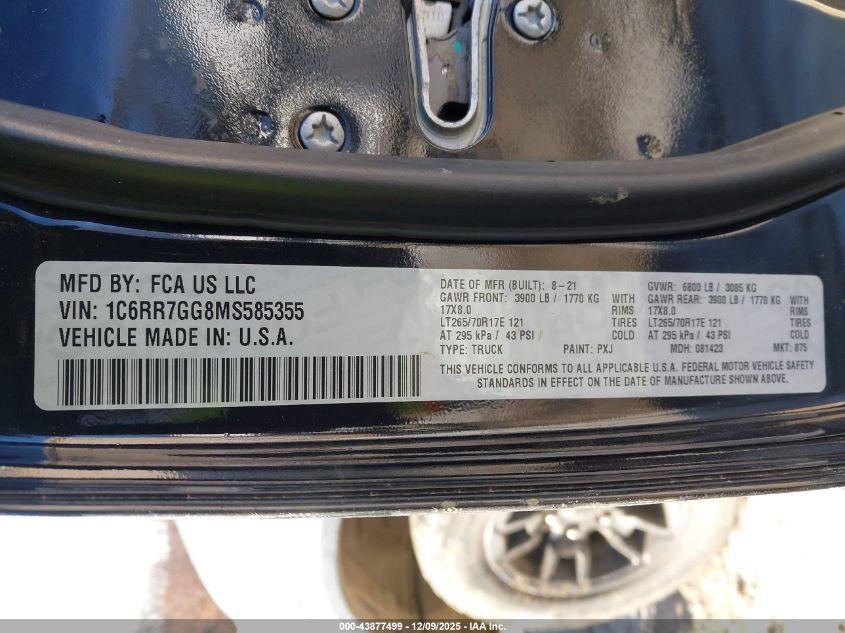 MFD BY: FCA US LLC
VIN: 1C6RR7GG8MS585355
VEHICLE MADE IN: U.S.A.
DATE OF MFR (BUILT): 8-21 GVWR: 6800 LB / 3085 KG
GAWR FRONT: 3900 LB / 1770 KG GAWR REAR: 3900 LB / 1770 KG
17X8.0 RIMS 17X8.0 RIMS
LT265/70R17E 121 TIRES LT265/70R17E 121 TIRES
AT 295 kPa / 43 PSI COLD AT 295 kPa / 43 PSI COLD
TYPE: TRUCK PAINT: PXJ MDH: 081423 MKT: 875
THIS VEHICLE CONFORMS TO ALL APPLICABLE U.S.A. FEDERAL MOTOR VEHICLE SAFETY
STANDARDS IN EFFECT ON THE DATE OF MANUFACTURE SHOWN ABOVE.
000-43877499 - 12/09/2025 - IAA Inc.